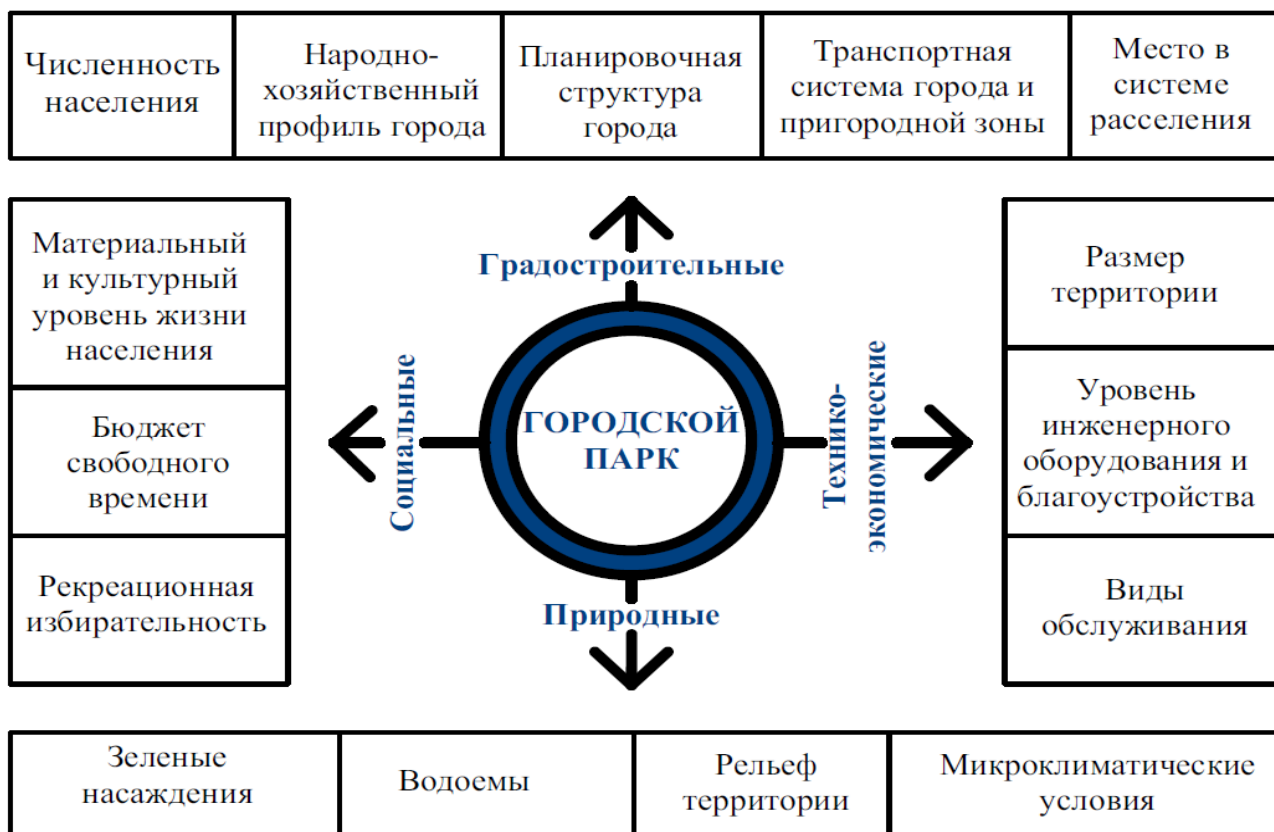 Численность
населения
Народно-
хозяйственный
профиль города
Планировочная
структура
города
Транспортная
система города и
пригородной зоны
Место в
системе
расселения
Материальный
и культурный
уровень жизни
населения
Бюджет
свободного
времени
Рекреационная
избирательность
Градостроительные
Социальные
ГОРОДСКОЙ
ПАРК
Технико-
экономические
Природные
Размер
территории
Уровень
инженерного
оборудования и
благоустройства
Виды
обслуживания
Зеленые
насаждения
Водоемы
Рельеф
территории
Микроклиматические
условия